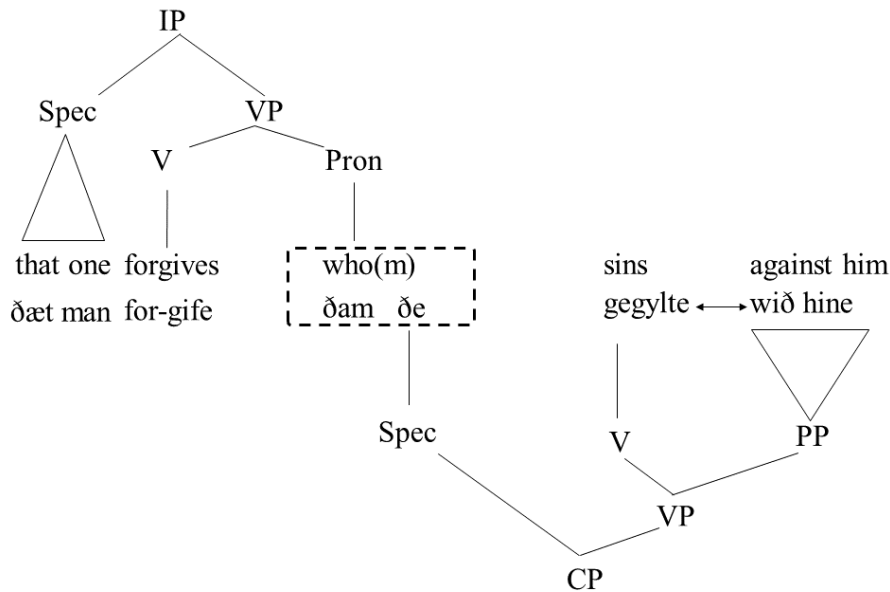 IP
Spec VP
V Pron
that one forgives who(m) sins against him
ðæt man for-gife ðam ðe gegylte wið hine
Spec V PP
VP
CP